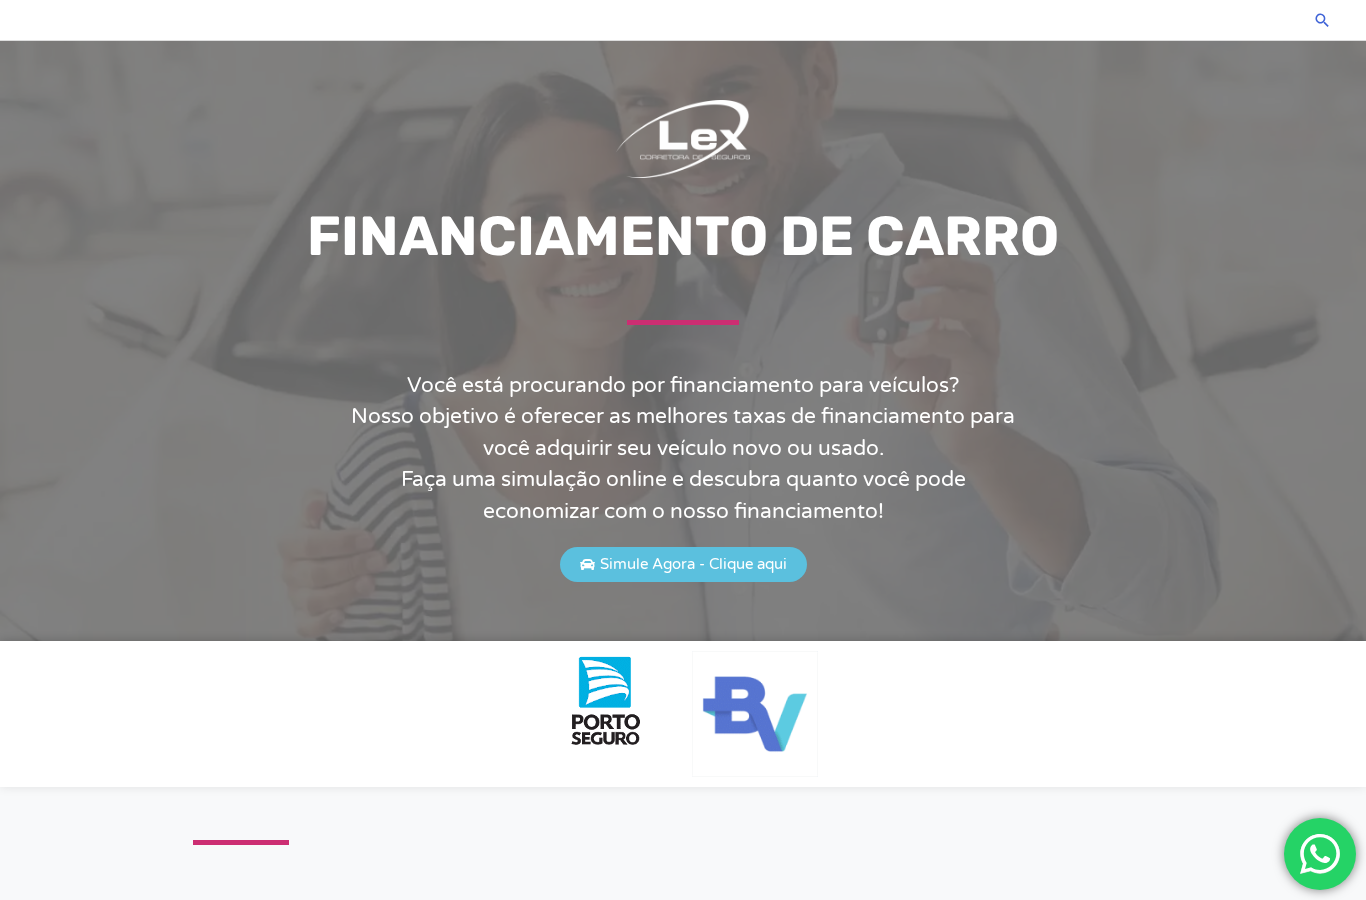 Lex
CORRETORA DE SEGUROS
FINANCIAMENTO DE CARRO
Você está procurando por financiamento para veículos?
Nosso objetivo é oferecer as melhores taxas de financiamento para
você adquirir seu veículo novo ou usado.
Faça uma simulação online e descubra quanto você pode
economizar com o nosso financiamento!
Simule Agora - Clique aqui
PORTO
SEGURO
BV